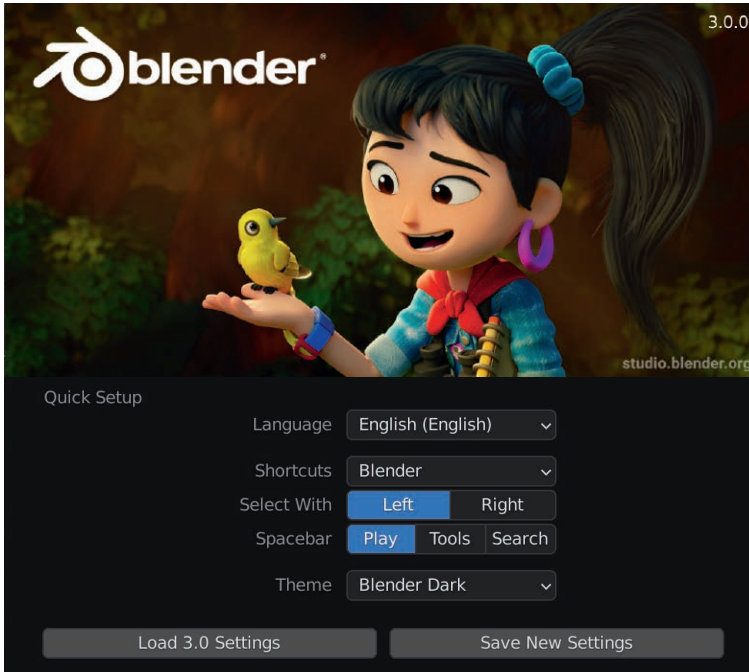 3.0.0
blender®
studio.blender.org
Quick Setup
Language English (English)
Shortcuts Blender
Select With Left Right
Spacebar Play Tools Search
Theme Blender Dark
Load 3.0 Settings Save New Settings